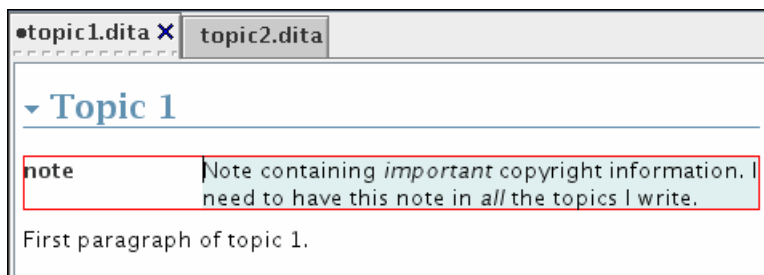 topic1.dita topic2.dita
Topic 1
note Note containing important copyright information. I
need to have this note in all the topics I write.
First paragraph of topic 1.